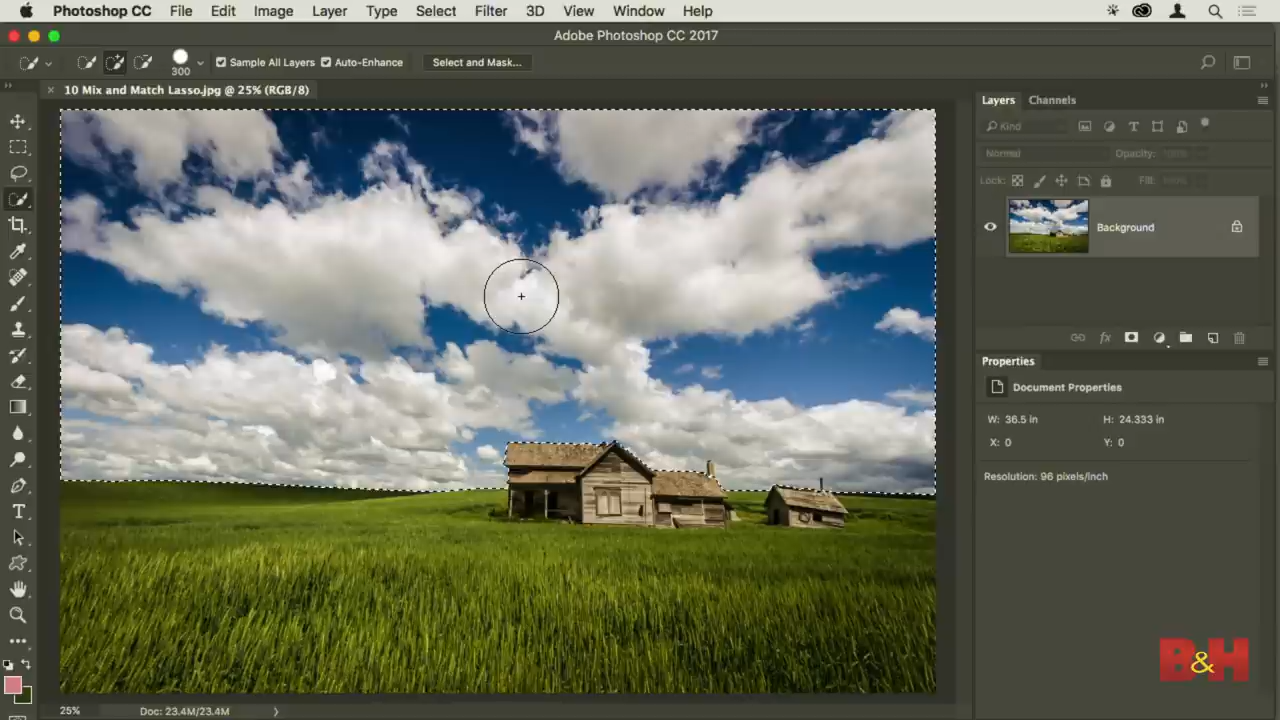 Photoshop CC File Edit Image Layer Type Select Filter 3D View Window Help
Adobe Photoshop CC 2017
300 Sample All Layers Auto-Enhance Select and Mask...
× 10 Mix and Match Lasso.jpg @ 25% (RGB/8)
Layers Channels
Kind
Normal Opacity: 100%
Lock: Fill: 100%
Background
fx
Properties
Document Properties
W: 36.5 in H: 24.333 in
X: 0 Y: 0
Resolution: 96 pixels/inch
B&H
25% Doc: 23.4M/23.4M